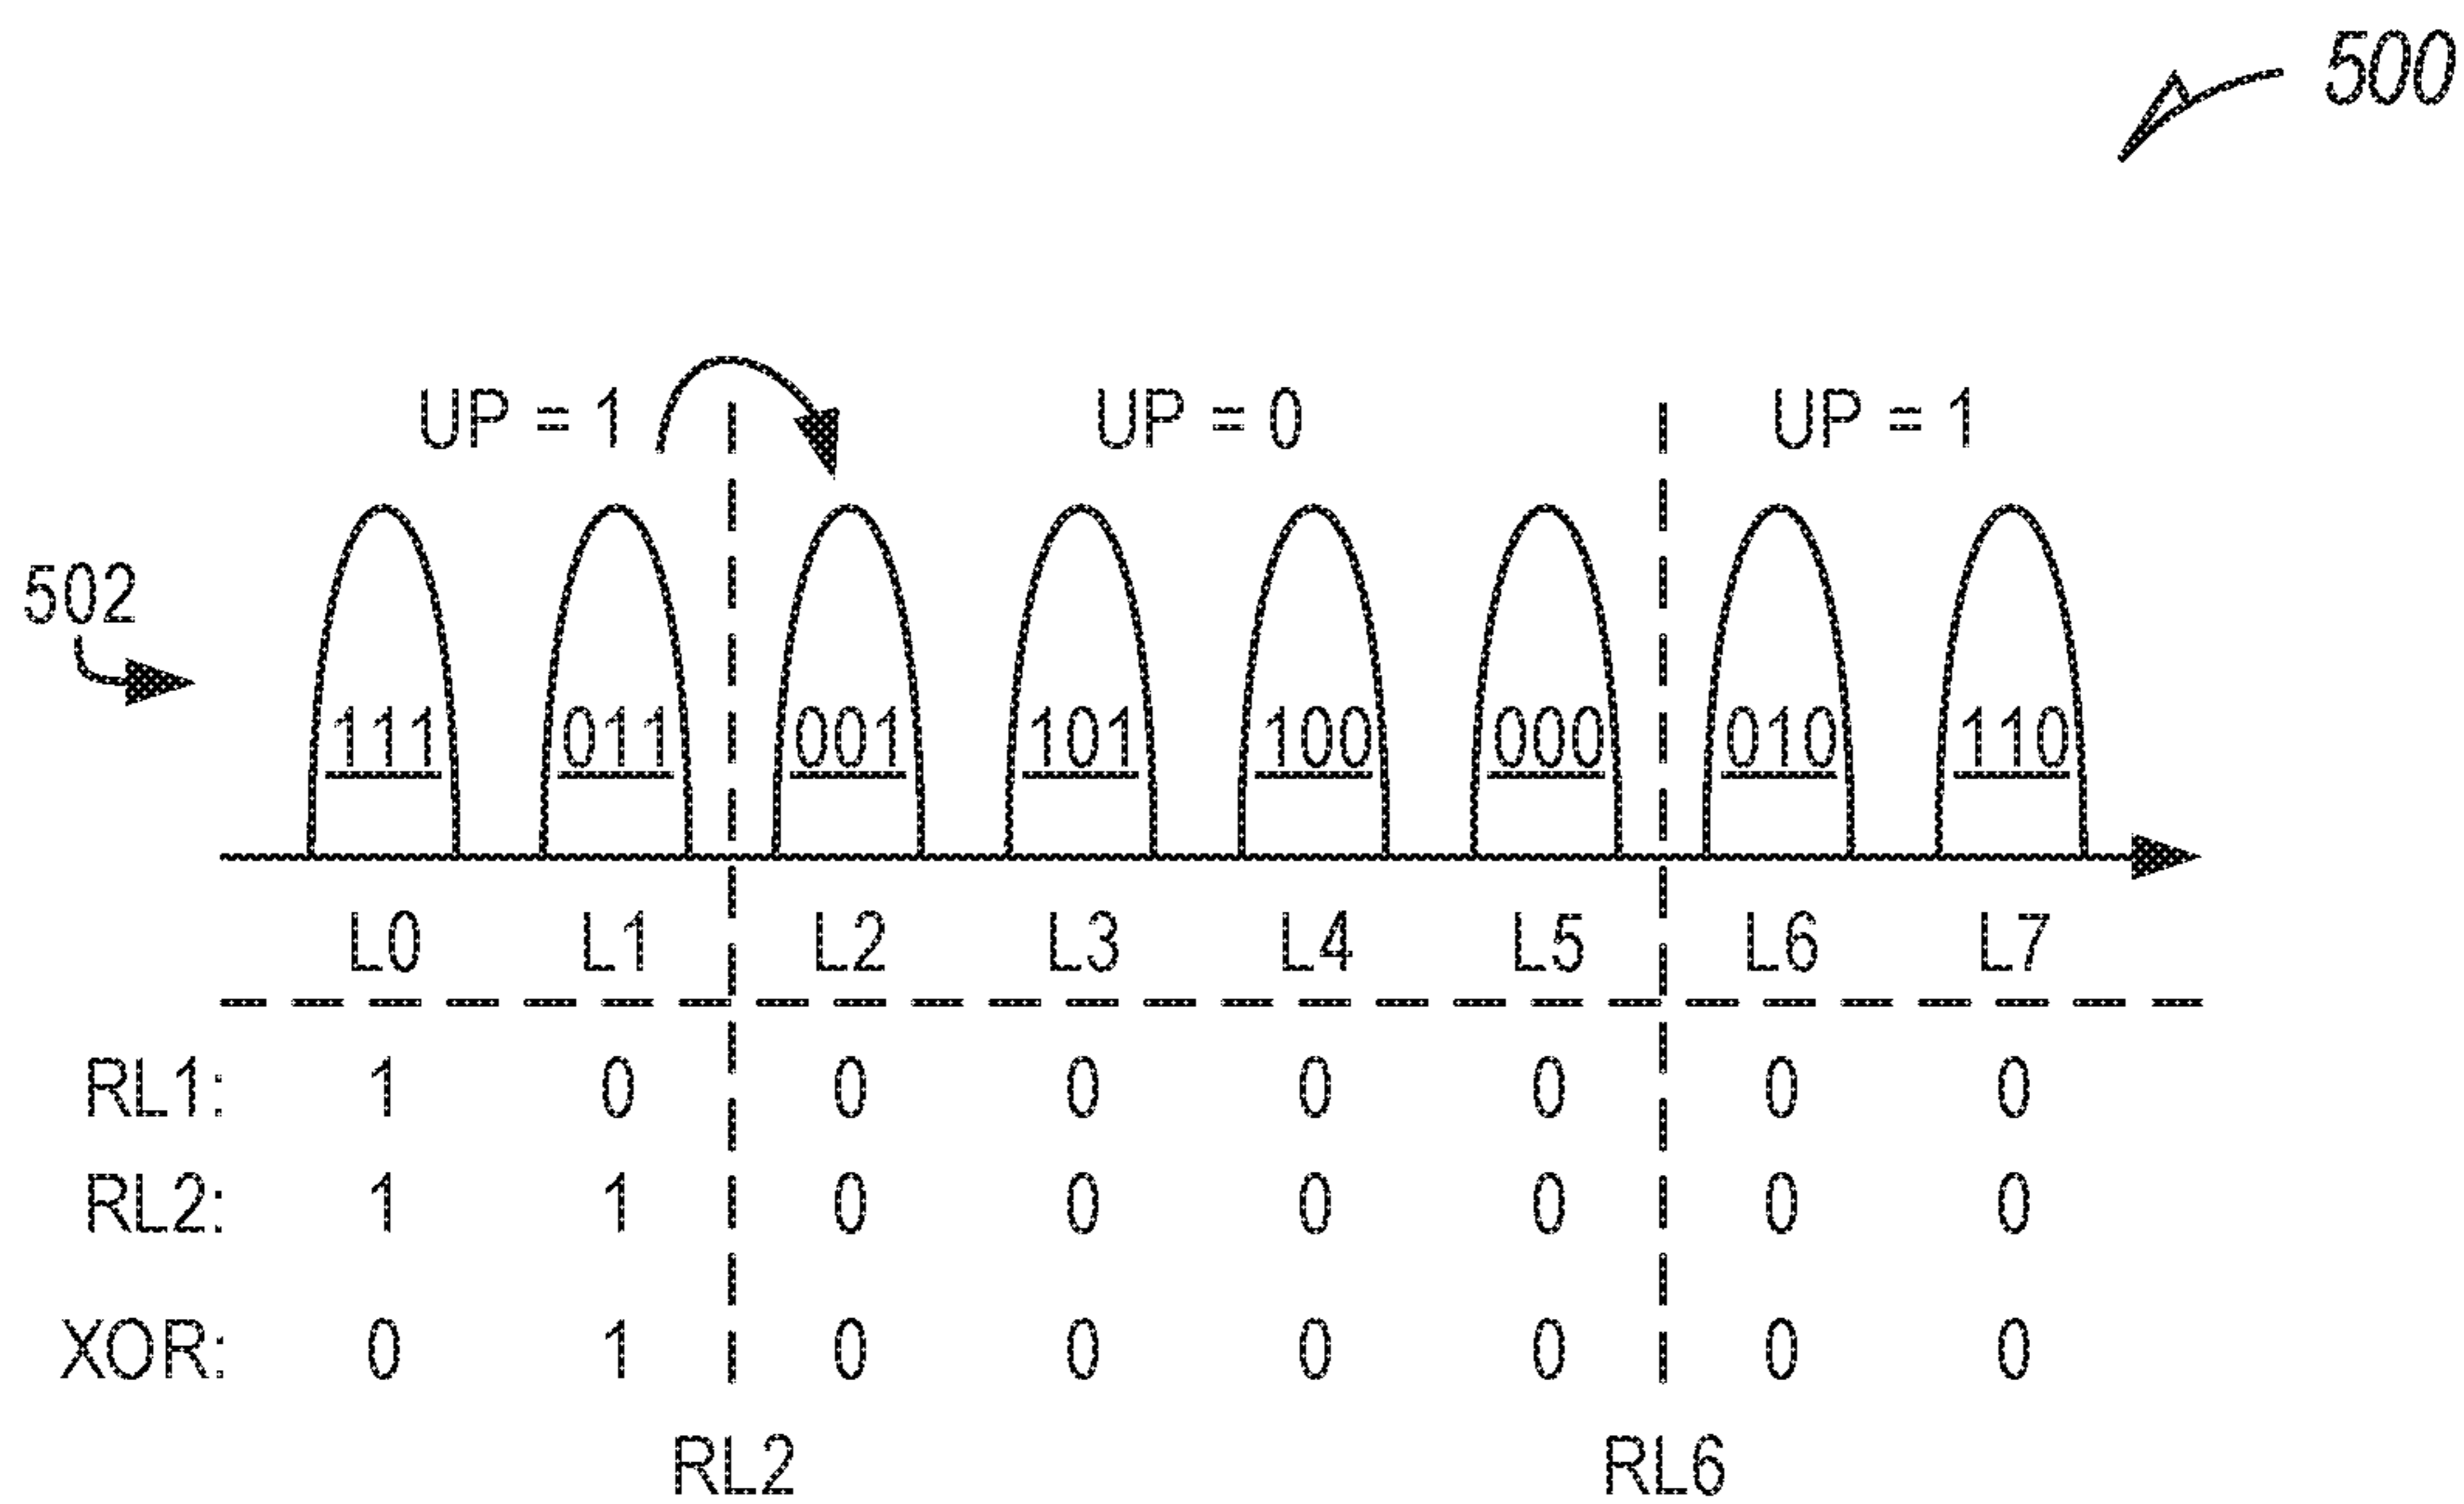 500
UP = 1 UP = 0 UP = 1
502
111 011 001 101 100 000 010 110
L0 L1 L2 L3 L4 L5 L6 L7
RL1: 1 0 0 0 0 0 0 0
RL2: 1 1 0 0 0 0 0 0
XOR: 0 1 0 0 0 0 0 0
RL2 RL6